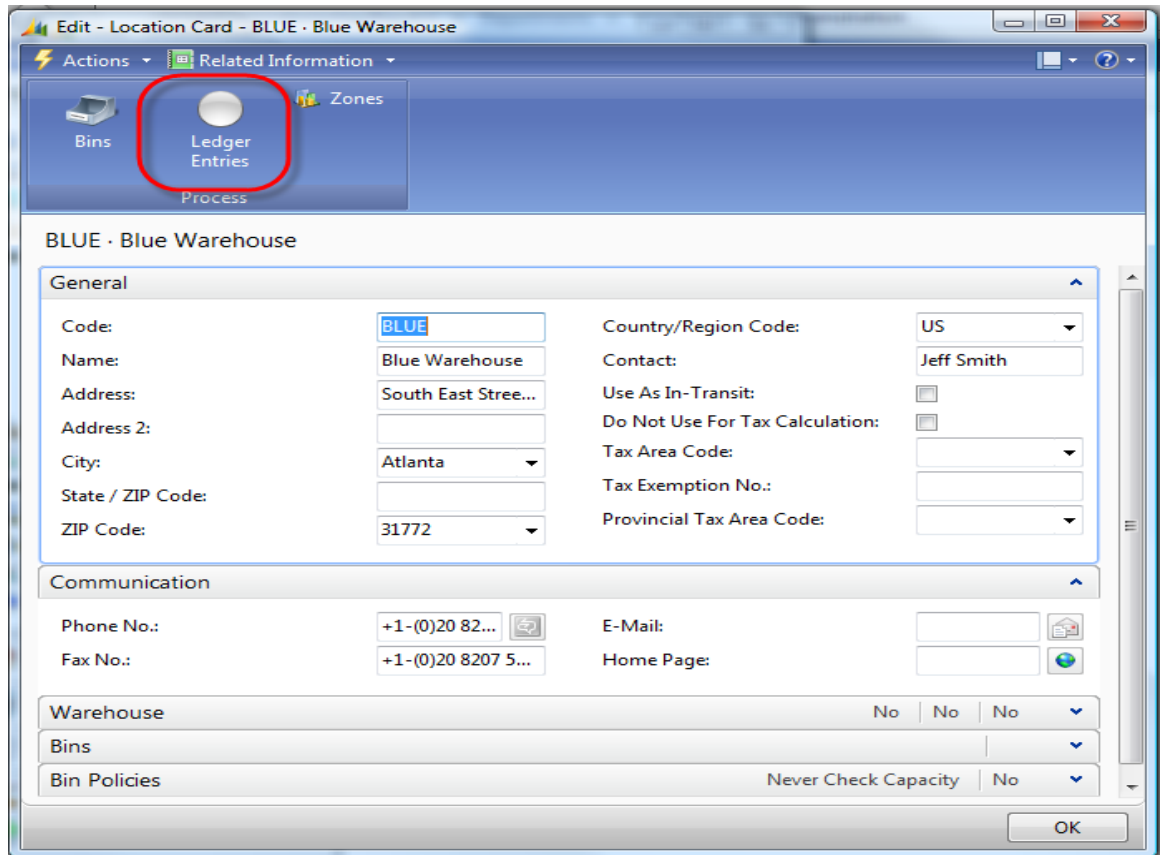 Edit - Location Card - BLUE · Blue Warehouse
Actions Related Information
Bins
Ledger
Entries
Zones
Process
BLUE · Blue Warehouse
General
Code: BLUE Country/Region Code: US
Name: Blue Warehouse Contact: Jeff Smith
Address: South East Stree... Use As In-Transit:
Address 2: Do Not Use For Tax Calculation:
City: Atlanta Tax Area Code:
State / ZIP Code: Tax Exemption No.:
ZIP Code: 31772 Provincial Tax Area Code:
Communication
Phone No.: +1-(0)20 82... E-Mail:
Fax No.: +1-(0)20 8207 5... Home Page:
Warehouse No No No
Bins
Bin Policies Never Check Capacity No
OK